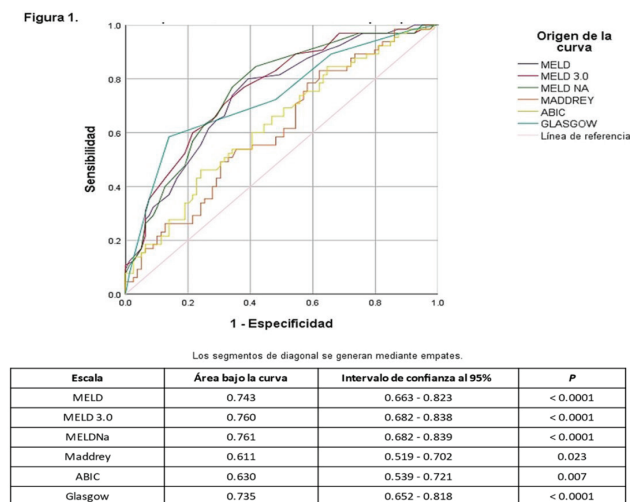 Figura 1.
Sensibilidad
1.0
0.8
0.6
0.4
0.2
0.0
0.0 0.2 0.4 0.6 0.8 1.0
1 - Especificidad
Origen de la
curva
MELD
MELD 3.0
MELD NA
MADDREY
ABIC
GLASGOW
Línea de referencia
Los segmentos de diagonal se generan mediante empates.
Escala Área bajo la curva Intervalo de confianza al 95% P
MELD 0.743 0.663 - 0.823 < 0.0001
MELD 3.0 0.760 0.682 - 0.838 < 0.0001
MELDNa 0.761 0.682 - 0.839 < 0.0001
Maddrey 0.611 0.519 - 0.702 0.023
ABIC 0.630 0.539 - 0.721 0.007
Glasgow 0.735 0.652 - 0.818 < 0.0001